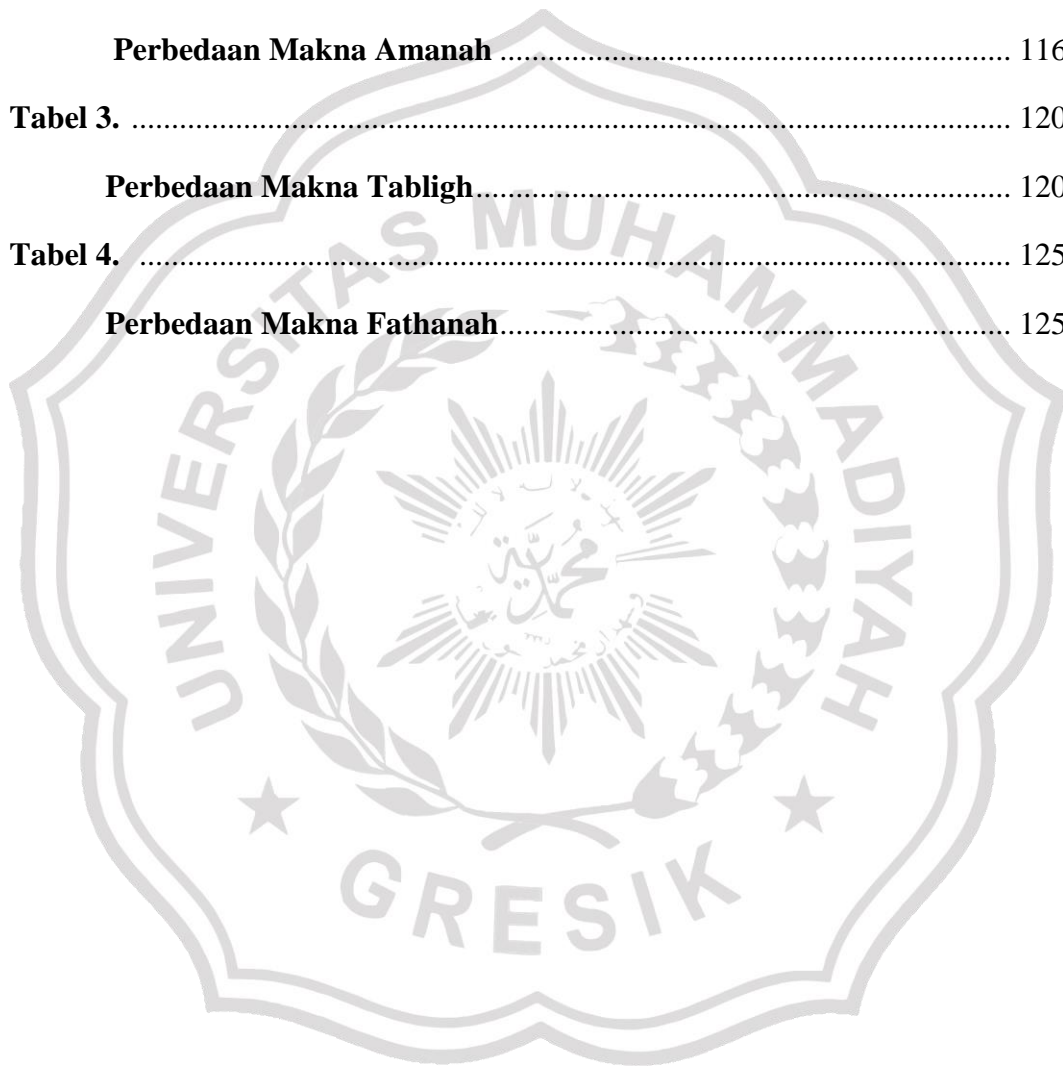 Perbedaan Makna Amanah ................................................................ 116
Tabel 3. .............................................................................................................. 120
Perbedaan Makna Tabligh................................................................... 120
Tabel 4. ............................................................................................................. 125
Perbedaan Makna Fathanah................................................................ 125
UNIVERSITAS MUHAMMADIYAH
GRESIK